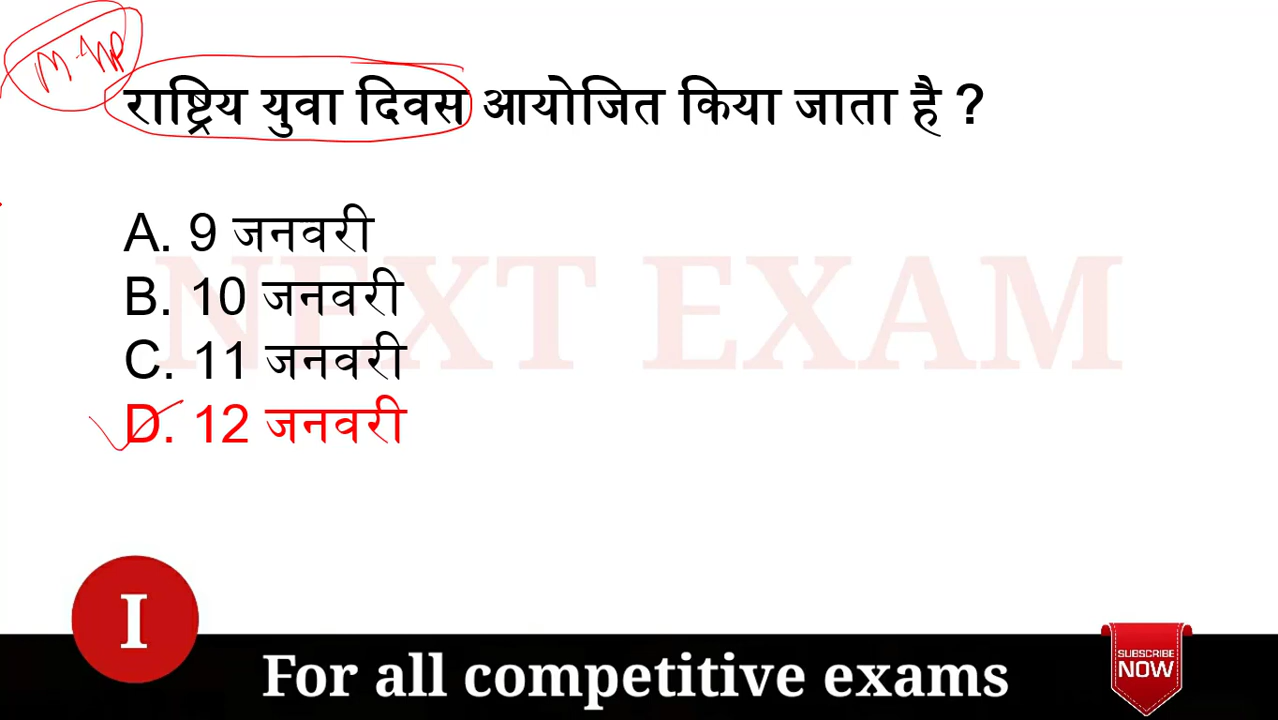 राष्ट्रिय युवा दिवस आयोजित किया जाता है ?
A. 9 जनवरी
B. 10 जनवरी
NEXT EXAM
C. 11 जनवरी
D. 12 जनवरी
I
For all competitive exams
SUBSCRIBE
NOW